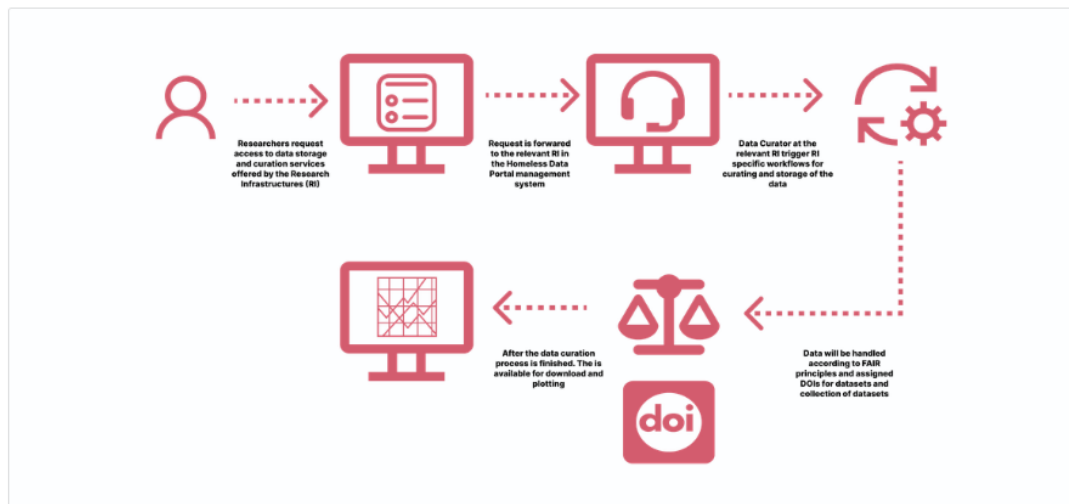 Researchers request
access to data storage
and curation services
offered by the Research
Infrastructures (RI)
Request is forwared
to the relevant RI in
the Homeless Data
Portal management
system
Data Curator at the
relevant RI trigger RI
specific workflows for
curating and storage of the
data
After the data curation
process is finished. The is
available for download and
plotting
doi
Data will be handled
according to FAIR
principles and assigned
DOIs for datasets and
collection of datasets